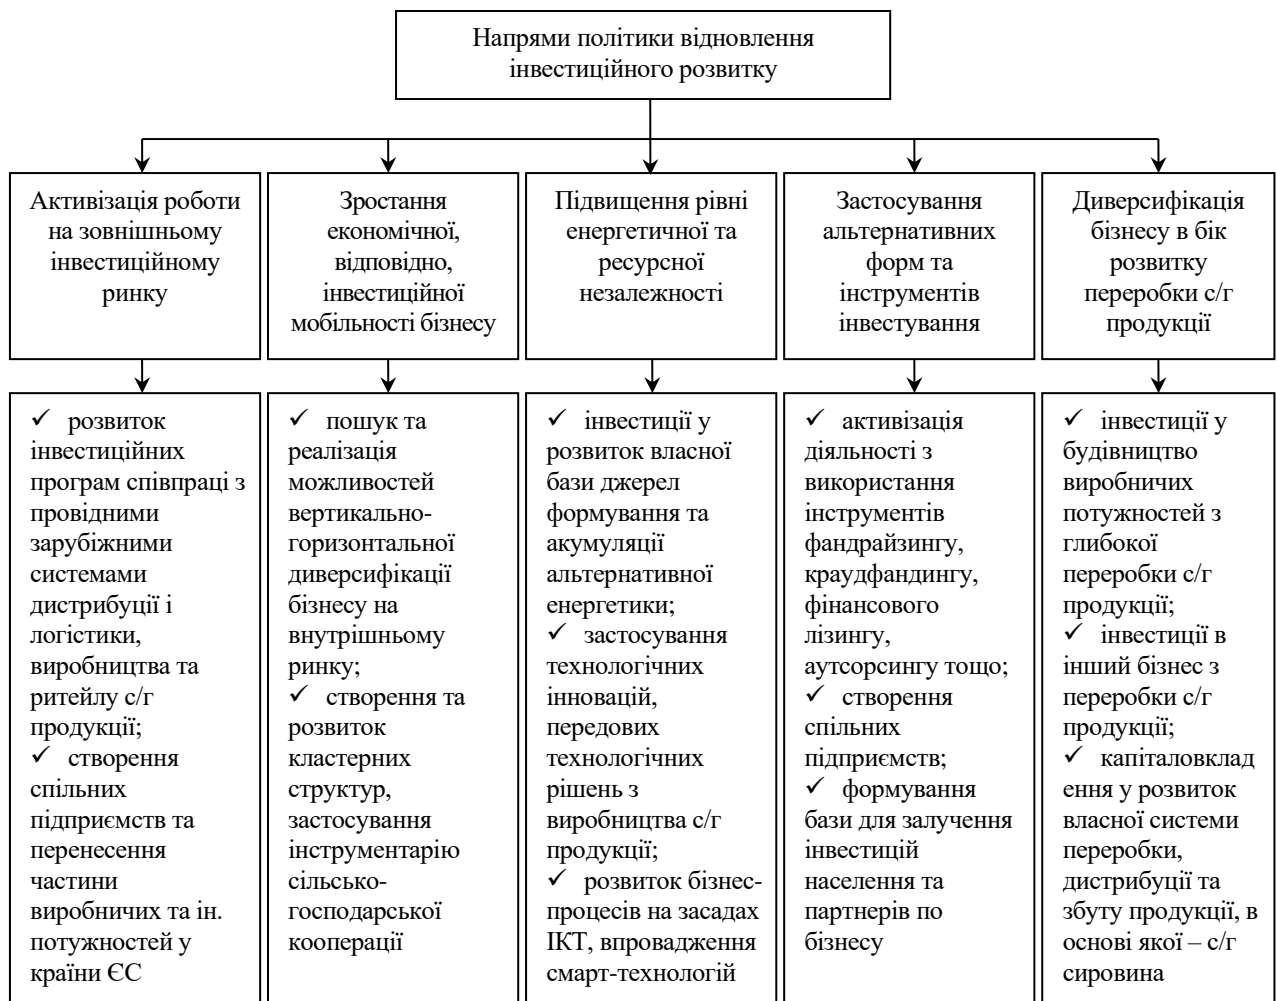 Напрями політики відновлення
інвестиційного розвитку
Активізація роботи
на зовнішньому
інвестиційному
ринку
Зростання
економічної,
відповідно,
інвестиційної
мобільності бізнесу
Підвищення рівні
енергетичної та
ресурсної
незалежності
Застосування
альтернативних
форм та
інструментів
інвестування
Диверсифікація
бізнесу в бік
розвитку
переробки с/г
продукції
✓ розвиток
інвестиційних
програм співпраці з
провідними
зарубіжними
системами
дистрибуції і
логістики,
виробництва та
ритейлу с/г
продукції;
✓ створення
спільних
підприємств та
перенесення
частини
виробничих та ін.
потужностей у
країни ЄС
✓ пошук та
реалізація
можливостей
вертикально-
горизонтальної
диверсифікації
бізнесу на
внутрішньому
ринку;
✓ створення та
розвиток
кластерних
структур,
застосування
інструментарію
сільсько-
господарської
кооперації
✓ інвестиції у
розвиток власної
бази джерел
формування та
акумуляції
альтернативної
енергетики;
✓ застосування
технологічних
інновацій,
передових
технологічних
рішень з
виробництва с/г
продукції;
✓ розвиток бізнес-
процесів на засадах
ІКТ, впровадження
смарт-технологій
✓ активізація
діяльності з
використання
інструментів
фандрайзингу,
краудфандингу,
фінансового
лізингу,
аутсорсингу тощо;
✓ створення
спільних
підприємств;
✓ формування
бази для залучення
інвестицій
населення та
партнерів по
бізнесу
✓ інвестиції у
будівництво
виробничих
потужностей з
глибокої
переробки с/г
продукції;
✓ інвестиції в
інший бізнес з
переробки с/г
продукції;
✓ капіталовклад
ення у розвиток
власної системи
переробки,
дистрибуції та
збуту продукції, в
основі якої – с/г
сировина